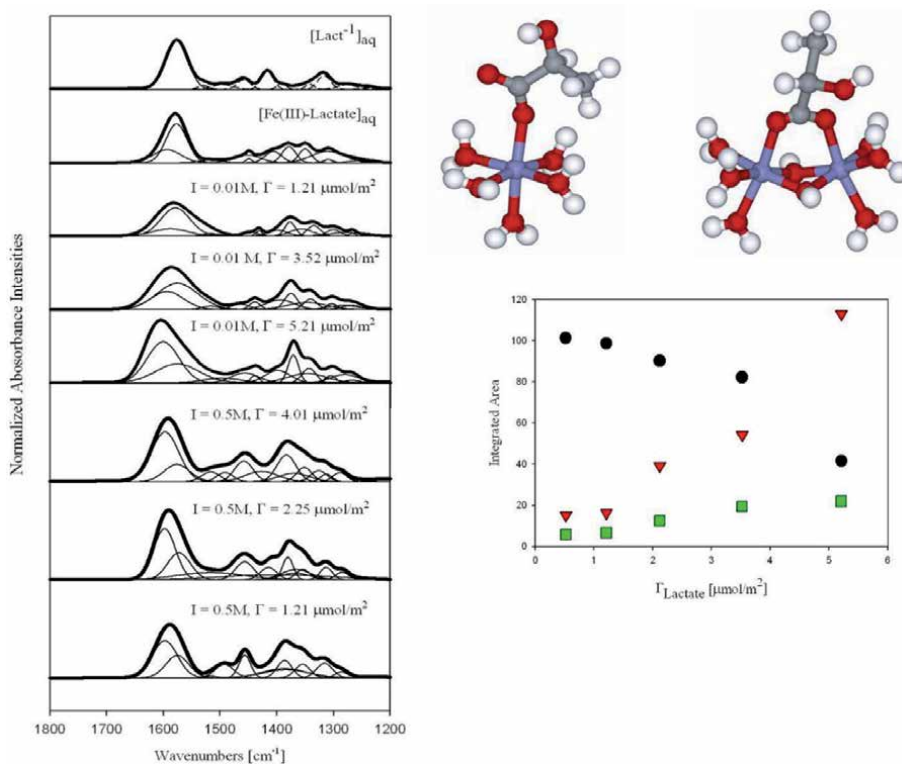 [Lact⁻¹]aq
[Fe(III)-Lactate]aq
I = 0.01M, Γ = 1.21 μmol/m²
I = 0.01 M, Γ = 3.52 μmol/m²
I = 0.01M, Γ = 5.21 μmol/m²
I = 0.5M, Γ = 4.01 μmol/m²
I = 0.5M, Γ = 2.25 μmol/m²
I = 0.5M, Γ = 1.21 μmol/m²
Normalized Abosorbance Intensities
1800 1700 1600 1500 1400 1300 1200
Wavenumbers [cm⁻¹]
120
100
80
60
40
20
0
Integrated Area
0 1 2 3 4 5 6
ΓLactate [μmol/m²]